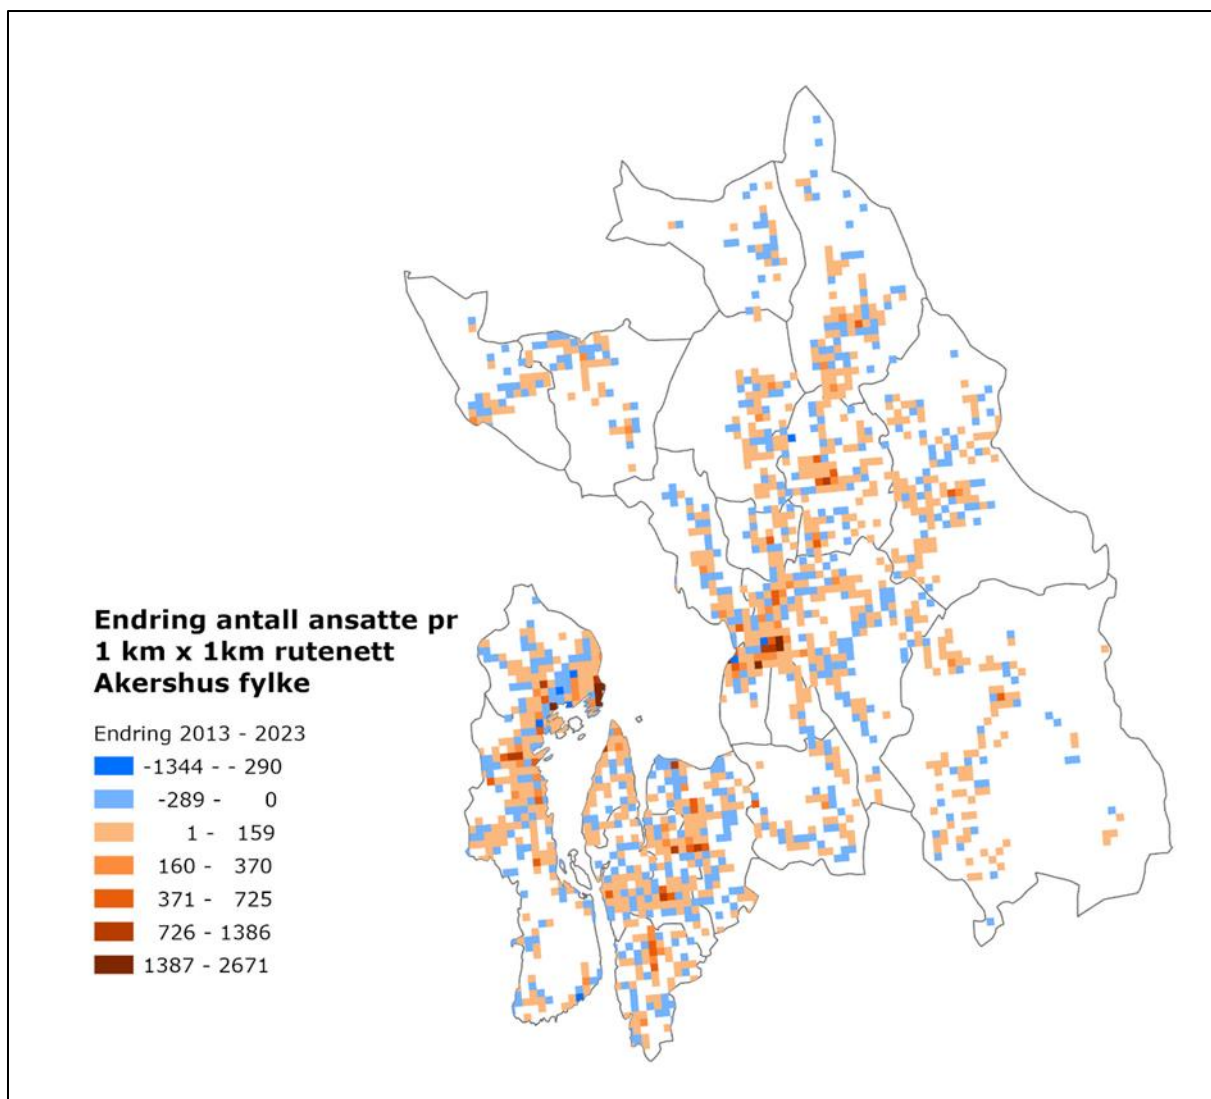 Endring antall ansatte pr
1 km x 1km rutenett
Akershus fylke
Endring 2013 - 2023
-1344 - - 290
-289 - 0
1 - 159
160 - 370
371 - 725
726 - 1386
1387 - 2671